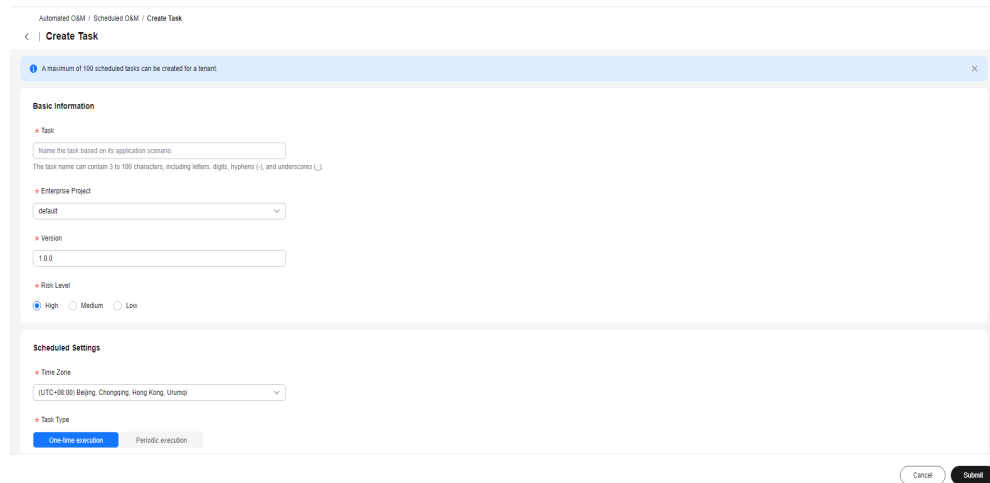 Automated O&M / Scheduled O&M / Create Task
< | Create Task
A maximum of 100 scheduled tasks can be created for a tenant.
Basic Information
* Task
Name the task based on its application scenario.
The task name can contain 3 to 100 characters, including letters, digits, hyphens (-), and underscores (_).
* Enterprise Project
default
* Version
1.0.0
* Risk Level
High Medium Low
Scheduled Settings
* Time Zone
(UTC+08:00) Beijing, Chongqing, Hong Kong, Urumqi
* Task Type
One-time execution Periodic execution
Cancel Submit